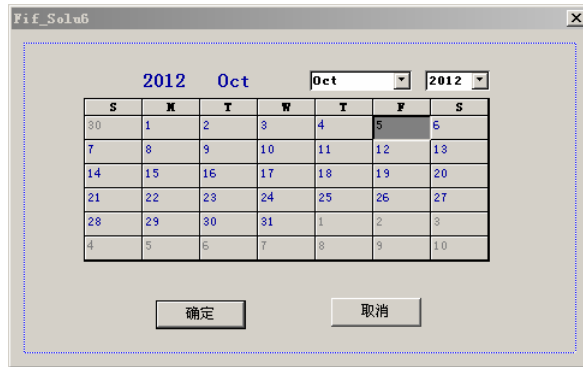 Fif_Solu6
2012 Oct Oct 2012
S M T W T F S
30 1 2 3 4 5 6
7 8 9 10 11 12 13
14 15 16 17 18 19 20
21 22 23 24 25 26 27
28 29 30 31 1 2 3
4 5 6 7 8 9 10
确定 取消